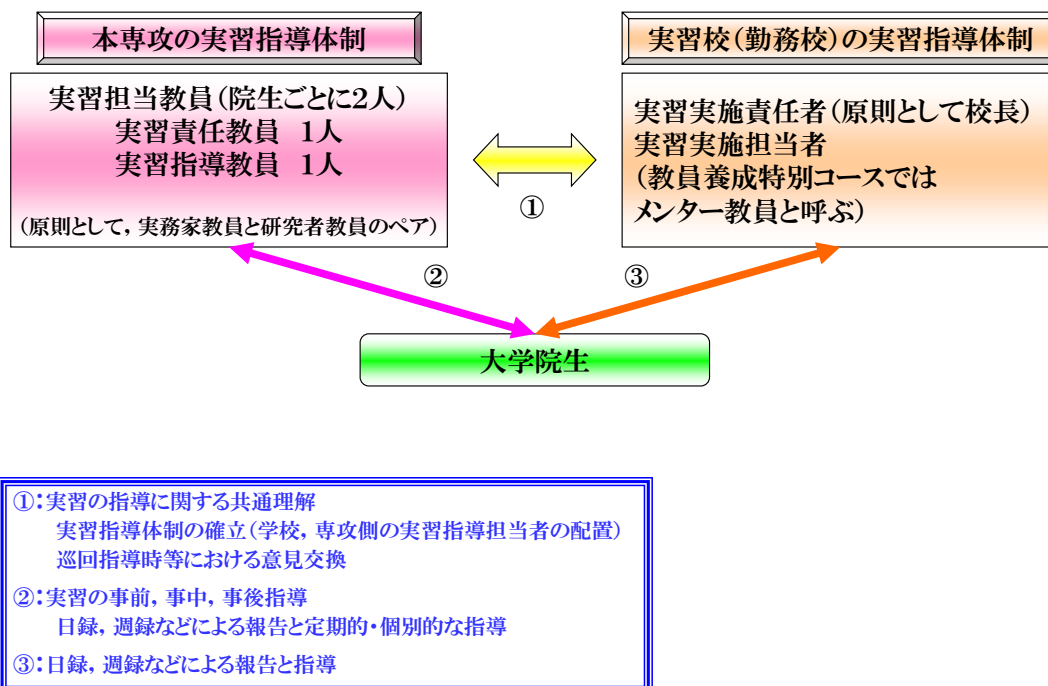 本専攻の実習指導体制
実習担当教員（院生ごとに2人）
実習責任教員　1人
実習指導教員　1人
（原則として，実務家教員と研究者教員のペア）
実習校（勤務校）の実習指導体制
実習実施責任者（原則として校長）
実習実施担当者
（教員養成特別コースでは
メンター教員と呼ぶ）
①
②
③
大学院生
①：実習の指導に関する共通理解
実習指導体制の確立（学校，専攻側の実習指導担当者の配置）
巡回指導時等における意見交換
②：実習の事前，事中，事後指導
日録，週録などによる報告と定期的・個別的な指導
③：日録，週録などによる報告と指導